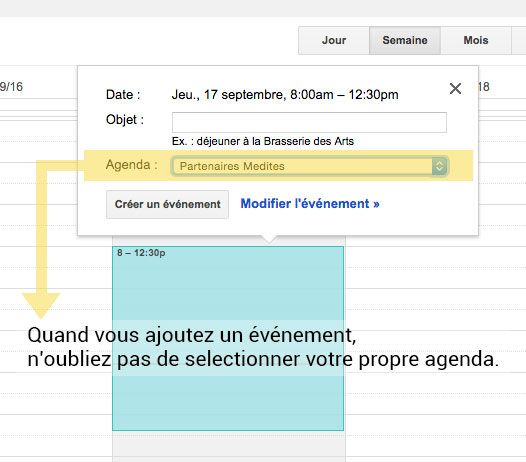 Jour Semaine Mois
9/16 18
Date : Jeu., 17 septembre, 8:00am – 12:30pm
Objet :
Ex. : déjeuner à la Brasserie des Arts
Agenda : Partenaires Medites
Créer un événement Modifier l'événement »
8 – 12:30p
Quand vous ajoutez un événement,
n'oubliez pas de selectionner votre propre agenda.